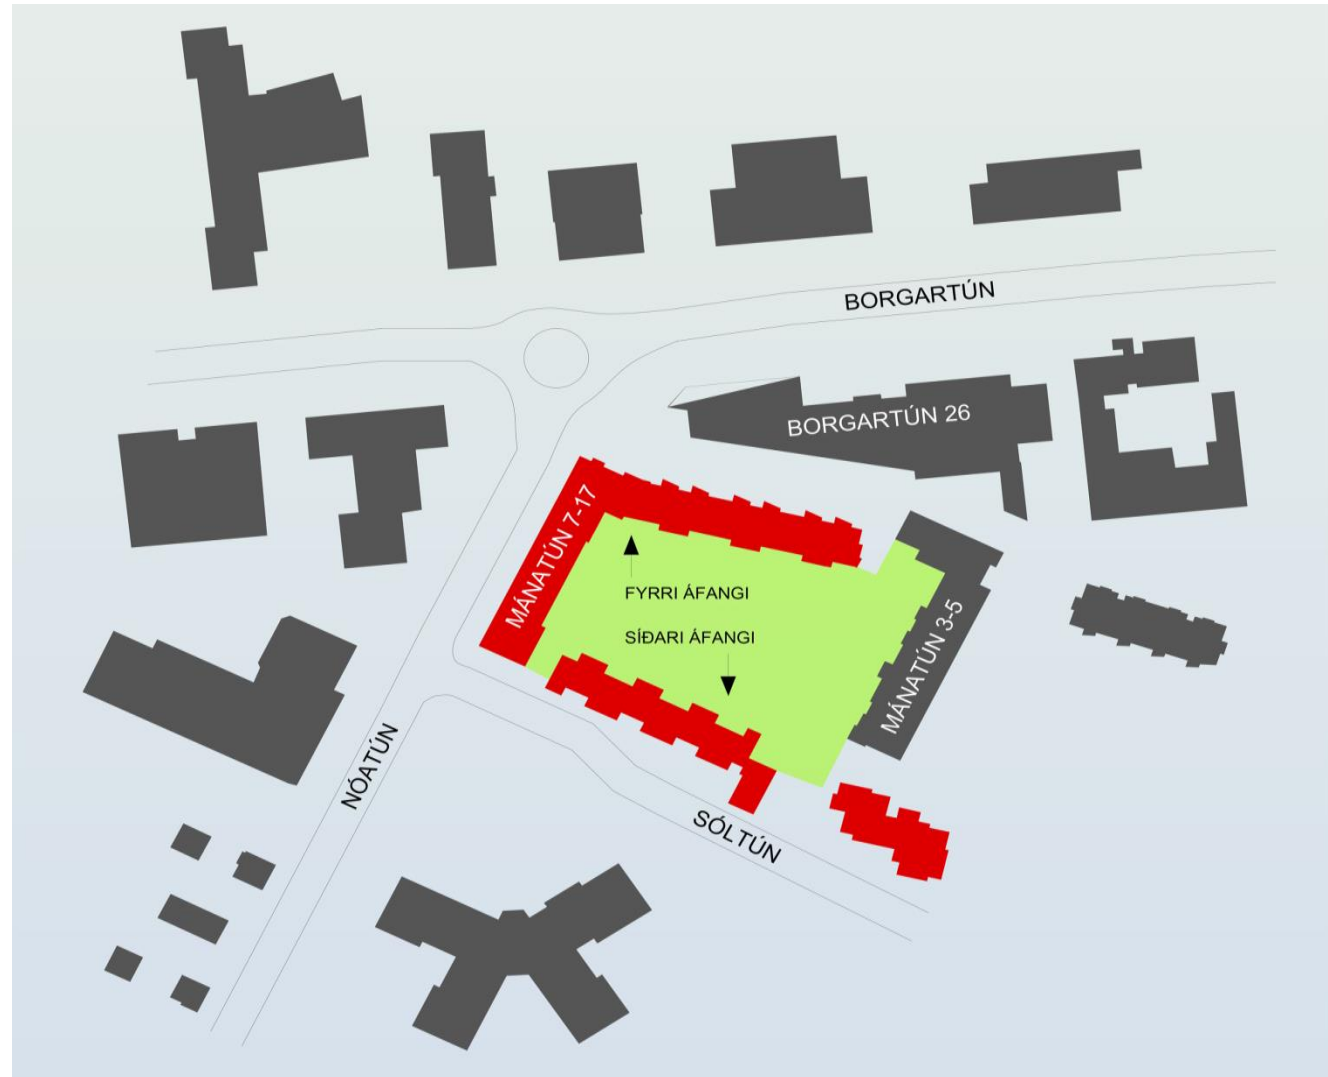 BORGARTÚN
BORGARTÚN 26
MÁNATÚN 7-17
FYRRI ÁFANGI
SÍÐARI ÁFANGI
MÁNATÚN 3-5
NÓATÚN
SÓLTÚN